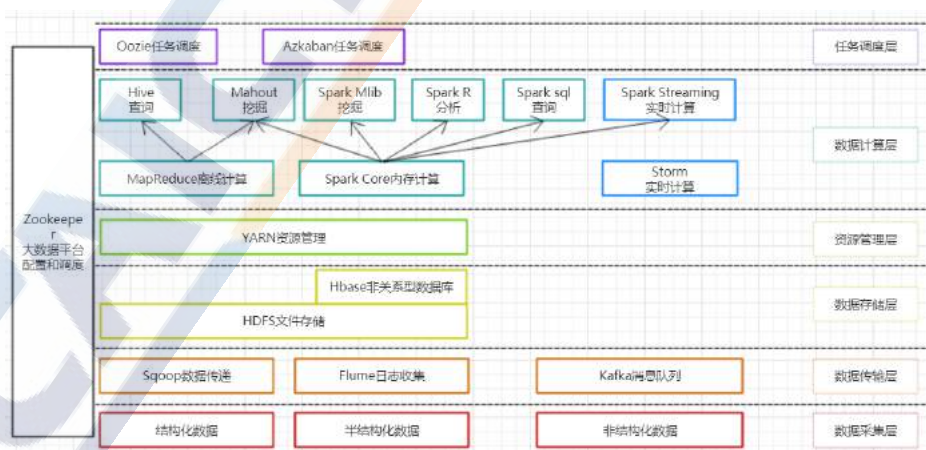 Oozie任务调度
Azkaban任务调度
任务调度层
Hive
查询
Mahout
挖掘
Spark Mlib
挖掘
Spark R
分析
Spark sql
查询
Spark Streaming
实时计算
数据计算层
MapReduce离线计算
Spark Core内存计算
Storm
实时计算
Zookeepe
r
大数据平台
配置和调度
YARN资源管理
资源管理层
Hbase非关系型数据库
HDFS文件存储
数据存储层
Sqoop数据传递
Flume日志收集
Kafka消息队列
数据传输层
结构化数据
半结构化数据
非结构化数据
数据采集层